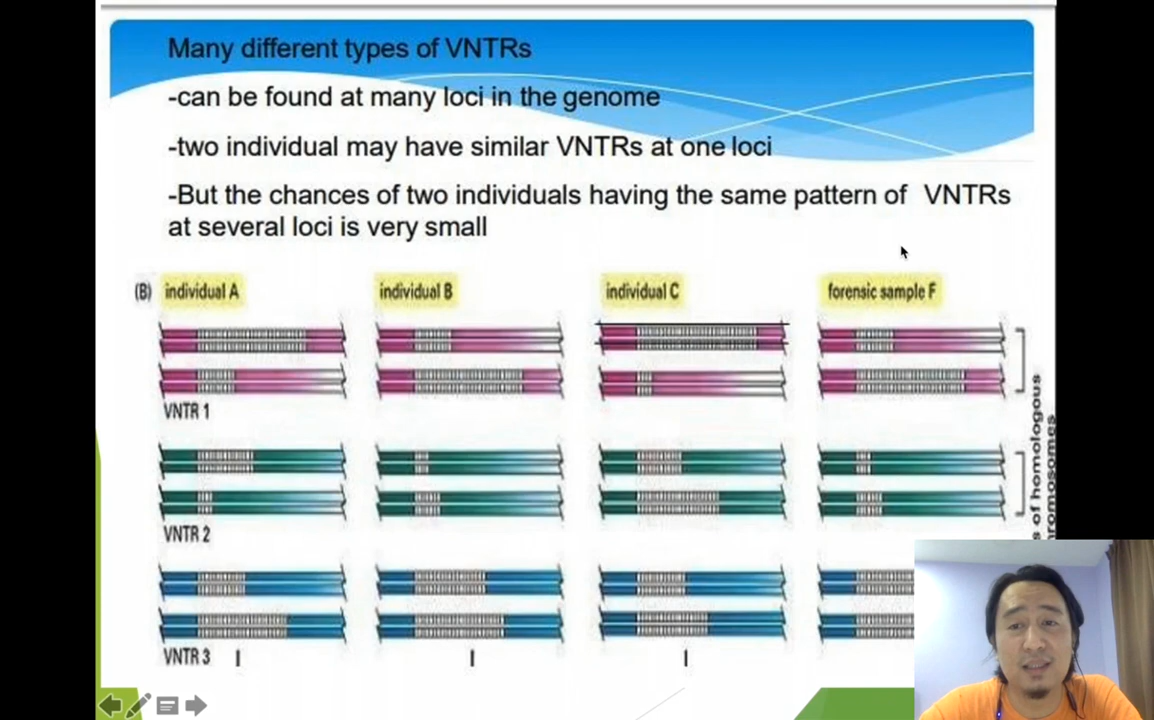 Many different types of VNTRs
-can be found at many loci in the genome
-two individual may have similar VNTRs at one loci
-But the chances of two individuals having the same pattern of VNTRs
at several loci is very small
(B) individual A individual B individual C forensic sample F
VNTR 1
VNTR 2
VNTR 3
of homologous